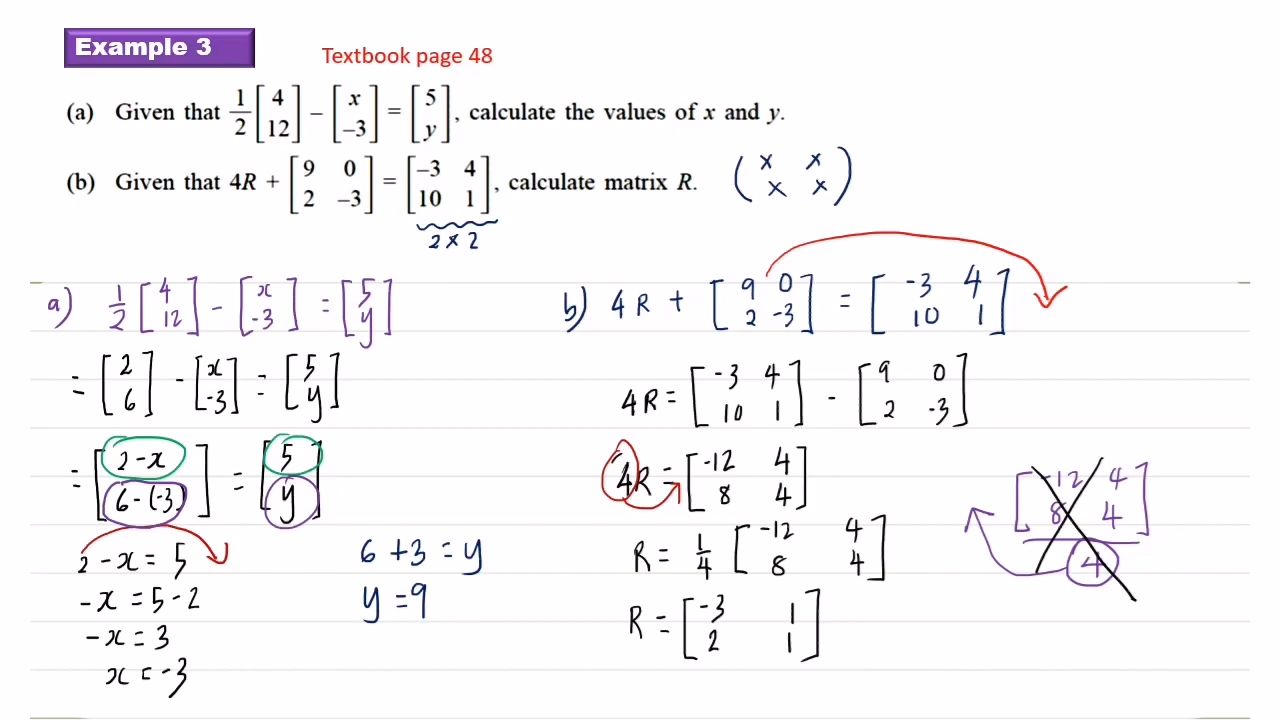 Example 3
Textbook page 48
(a) Given that 1/2 [4 12] − [x −3] = [5 y], calculate the values of x and y.
(b) Given that 4R + [9 0; 2 −3] = [−3 4; 10 1], calculate matrix R.
(x x; x x)
2 × 2
a) 1/2 [4 12] - [x -3] = [5 y]
= [2 6] - [x -3] = [5 y]
= [2-x 6-(-3)] = [5 y]
2 - x = 5
-x = 5 - 2
-x = 3
x = -3
6 + 3 = y
y = 9
b) 4R + [9 0; 2 -3] = [-3 4; 10 1]
4R = [-3 4; 10 1] - [9 0; 2 -3]
4R = [-12 4; 8 4]
R = 1/4 [-12 4; 8 4]
R = [-3 1; 2 1]
[-12 4; 8 4]
4